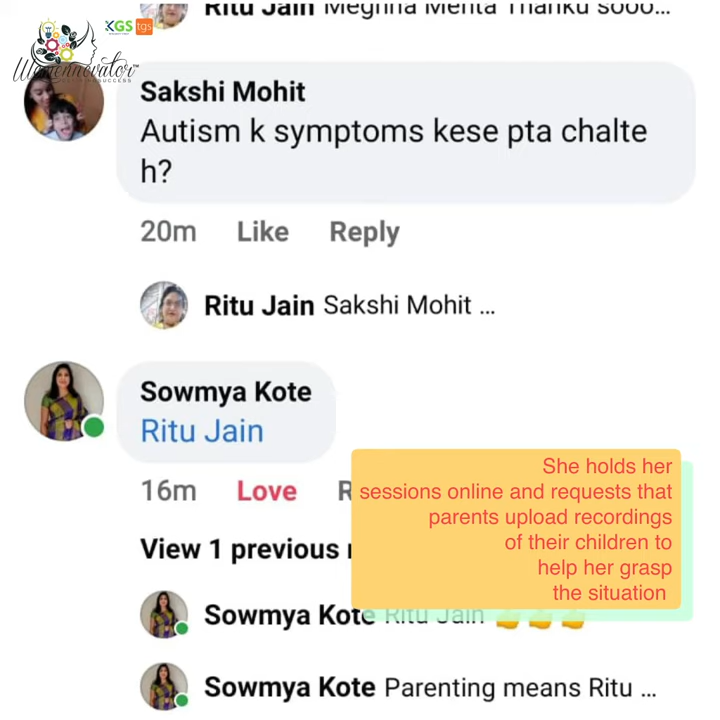 Ritu Jain Meghna Mehta Thanku sooo...
KGS tgs
Womennovator™
Sakshi Mohit
Autism k symptoms kese pta chalte
h?
20m Like Reply
Ritu Jain Sakshi Mohit ...
Sowmya Kote
Ritu Jain
16m Love R
She holds her
sessions online and requests that
parents upload recordings
of their children to
help her grasp
the situation
View 1 previous
Sowmya Kote Ritu Jain 👍👍👍
Sowmya Kote Parenting means Ritu ...